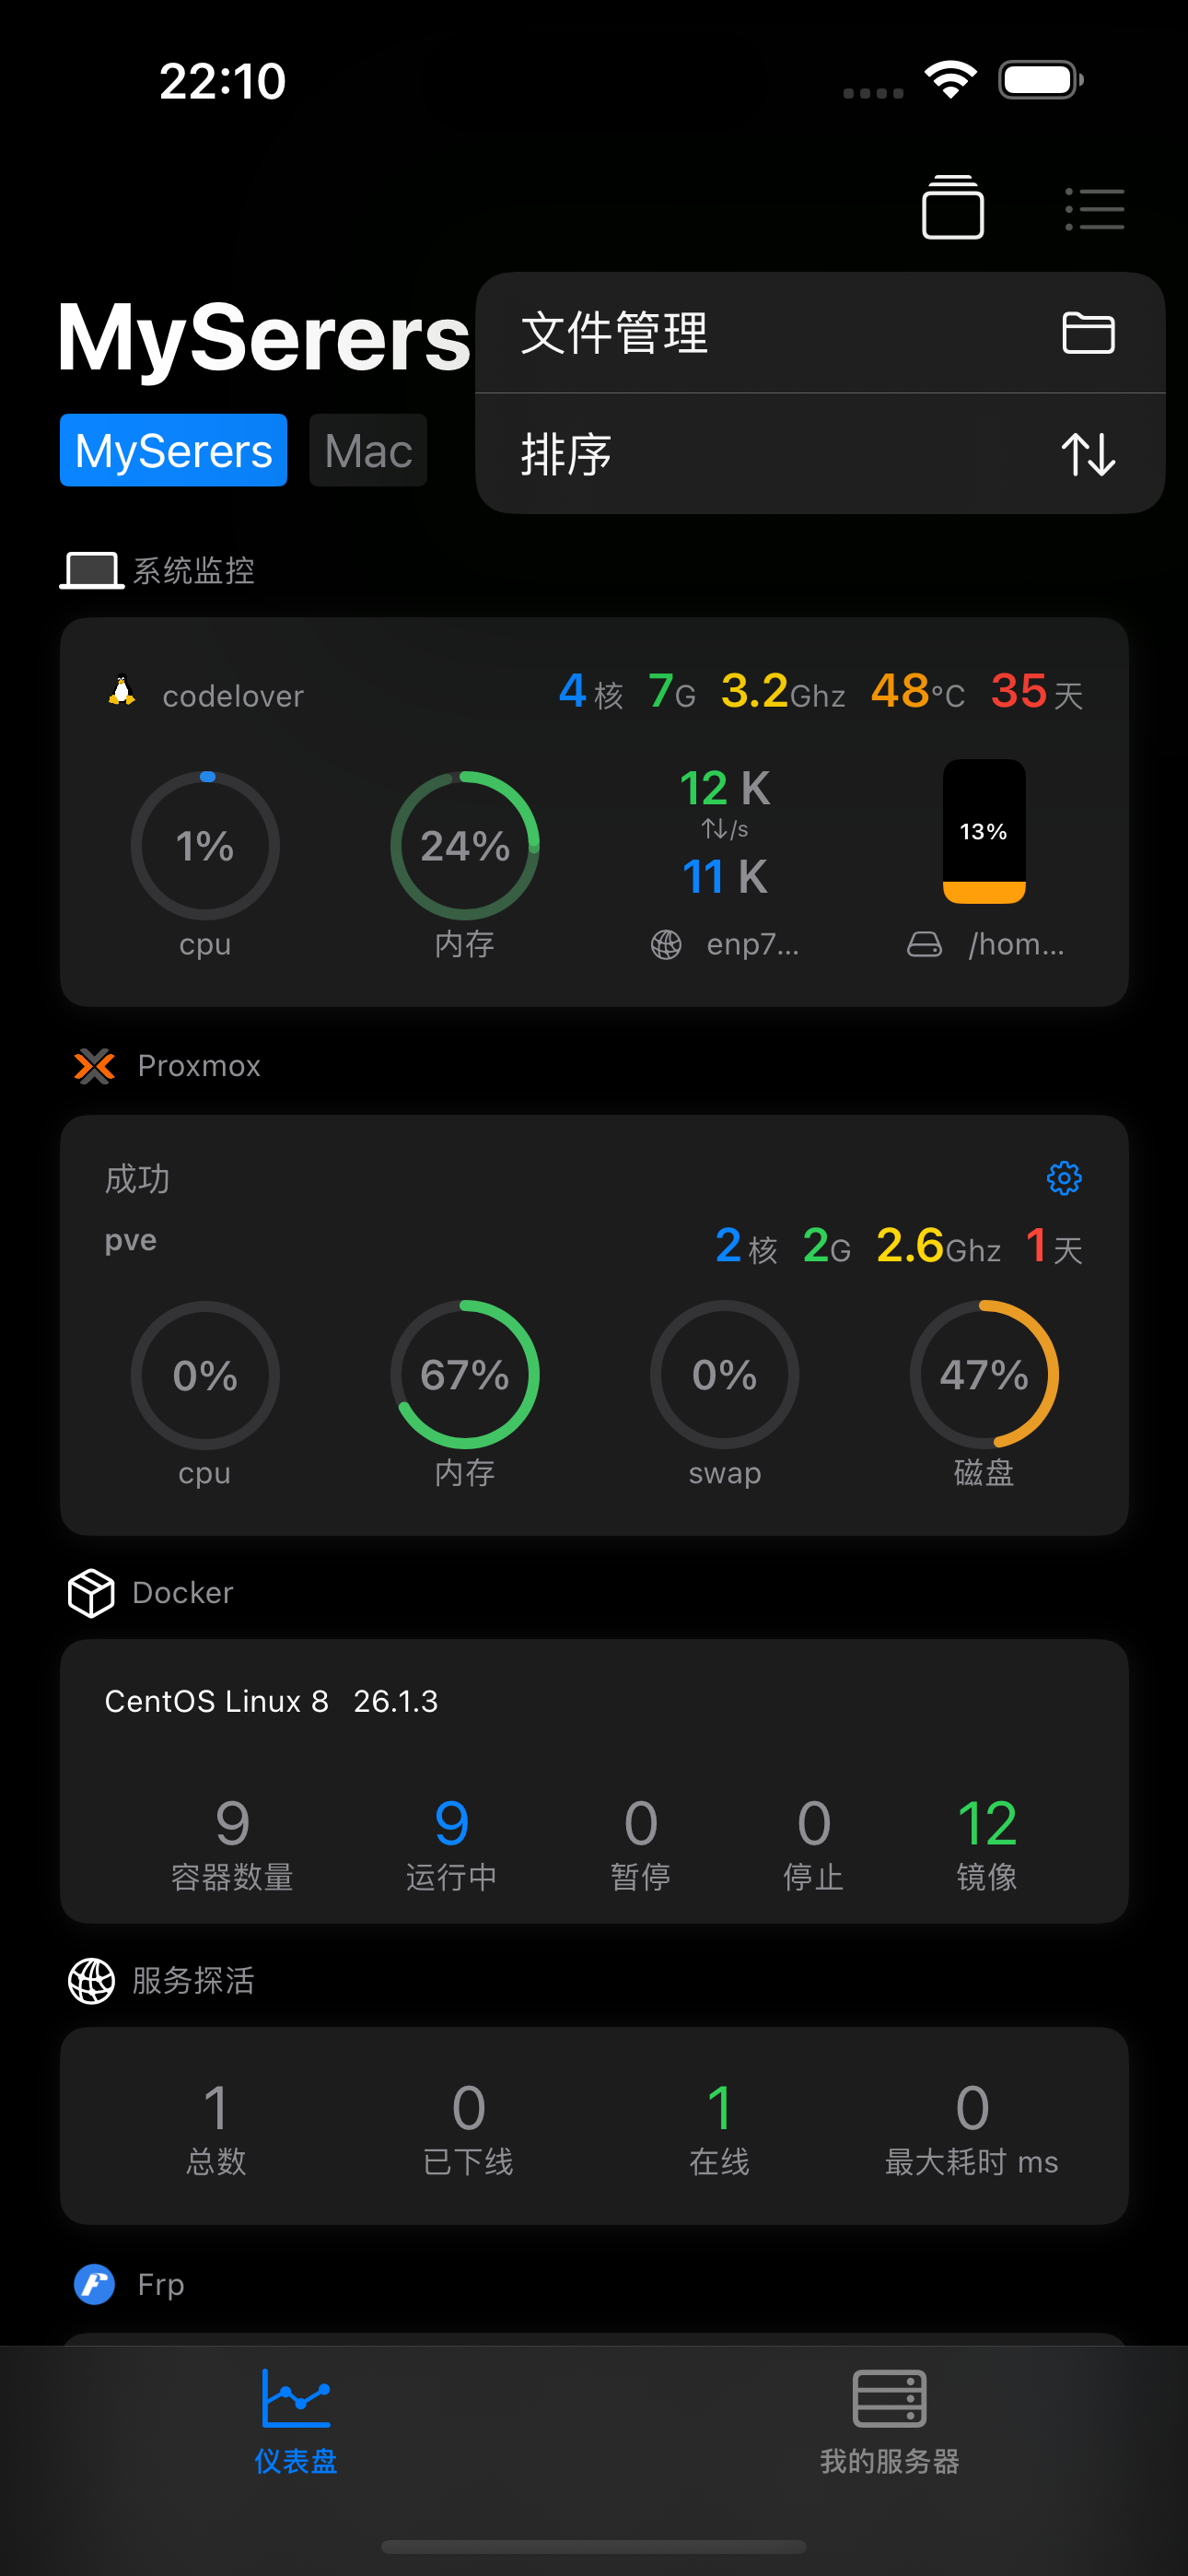 22:10
MySerers
文件管理
排序
MySerers Mac
系统监控
codelover 4 核 7G 3.2Ghz 48°C 35 天
1% 24% 12 K 13%
/s
11 K
cpu 内存 enp7... /hom...
Proxmox
成功
pve 2 核 2G 2.6Ghz 1 天
0% 67% 0% 47%
cpu 内存 swap 磁盘
Docker
CentOS Linux 8 26.1.3
9 9 0 0 12
容器数量 运行中 暂停 停止 镜像
服务探活
1 0 1 0
总数 已下线 在线 最大耗时 ms
Frp
仪表盘 我的服务器